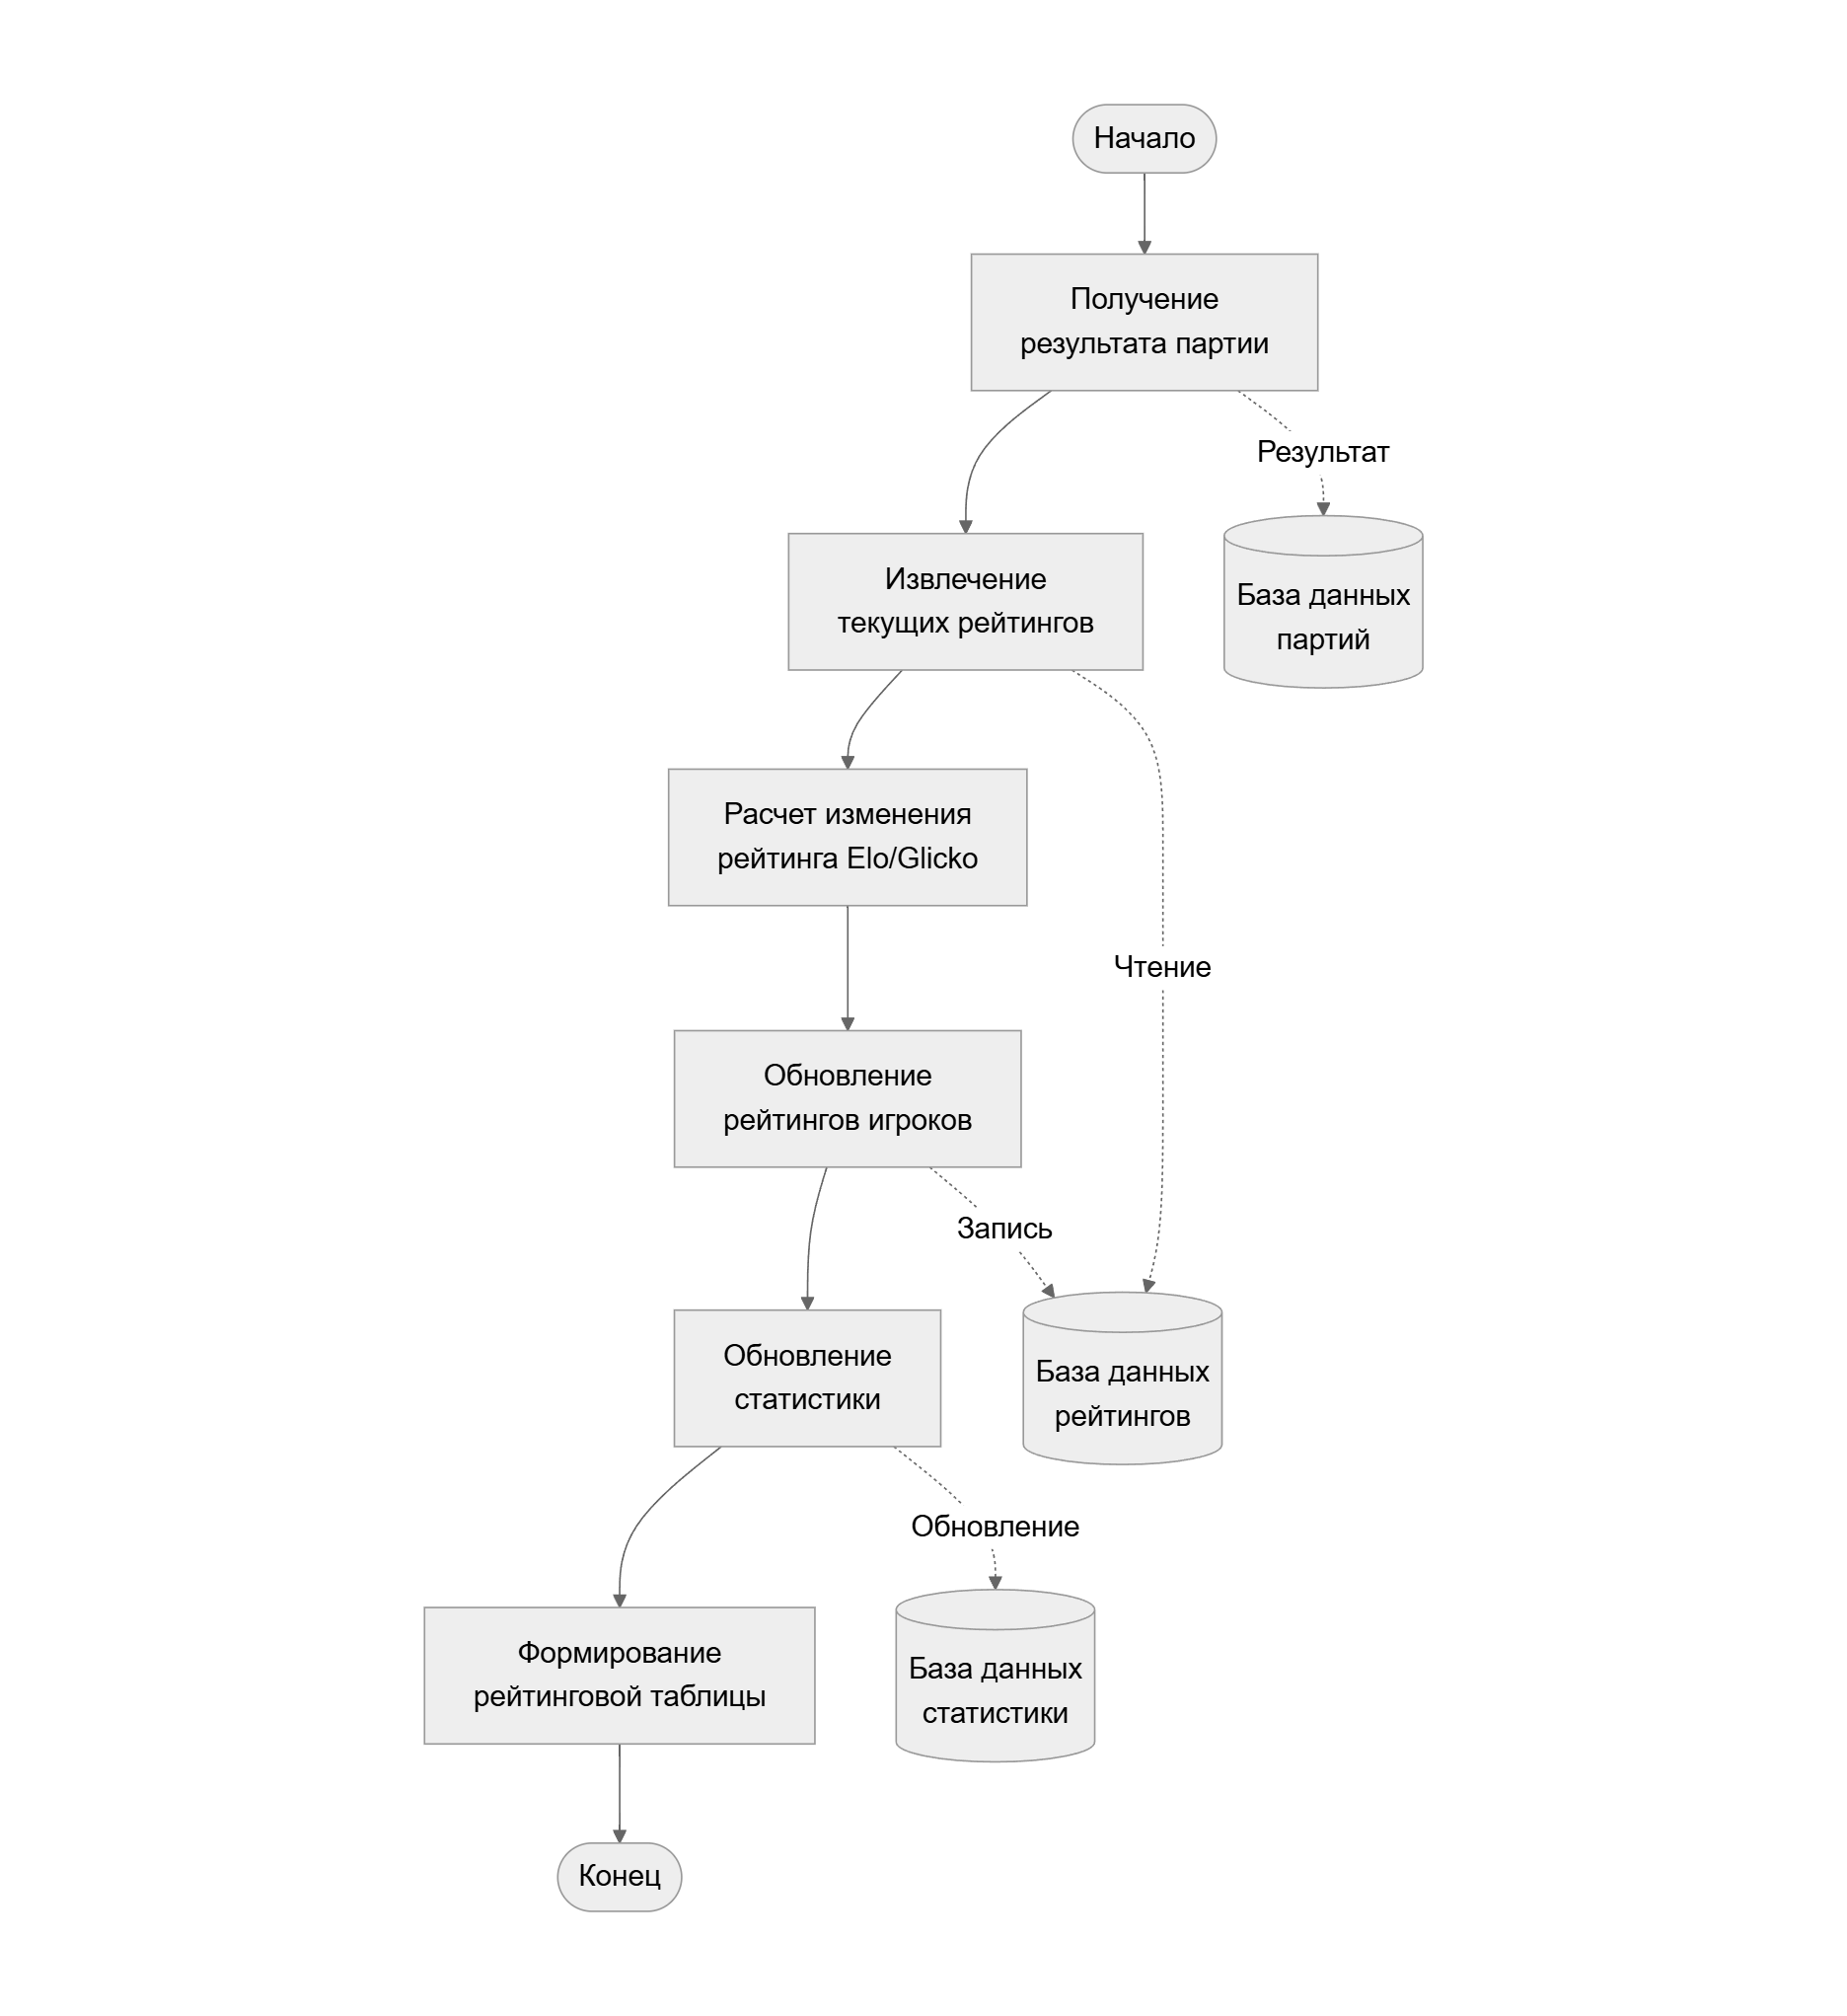 Начало
Получение
результата партии
Результат
Извлечение
текущих рейтингов
База данных
партий
Расчет изменения
рейтинга Elo/Glicko
Чтение
Обновление
рейтингов игроков
Запись
Обновление
статистики
База данных
рейтингов
Обновление
Формирование
рейтинговой таблицы
База данных
статистики
Конец